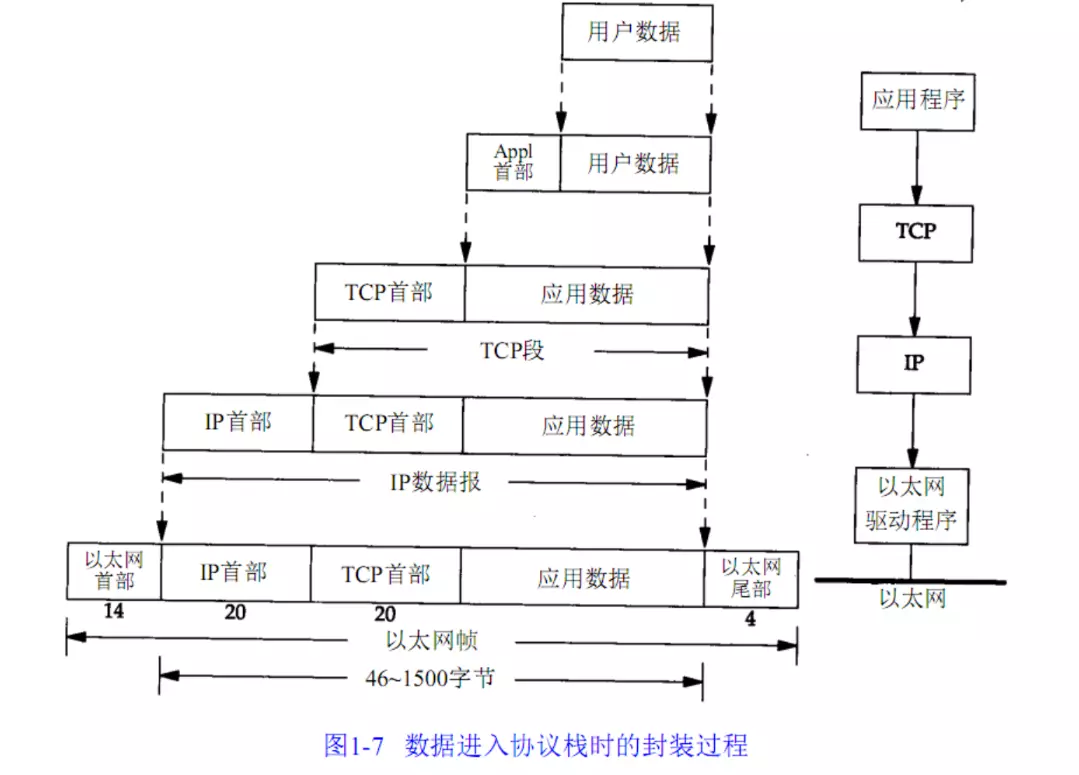 用户数据
应用程序
Appl
首部
用户数据
TCP
TCP首部
应用数据
TCP段
IP
IP首部
TCP首部
应用数据
IP数据报
以太网
驱动程序
以太网
首部
IP首部
TCP首部
应用数据
以太网
尾部
以太网
14
20
20
4
以太网帧
46~1500字节
图1-7 数据进入协议栈时的封装过程